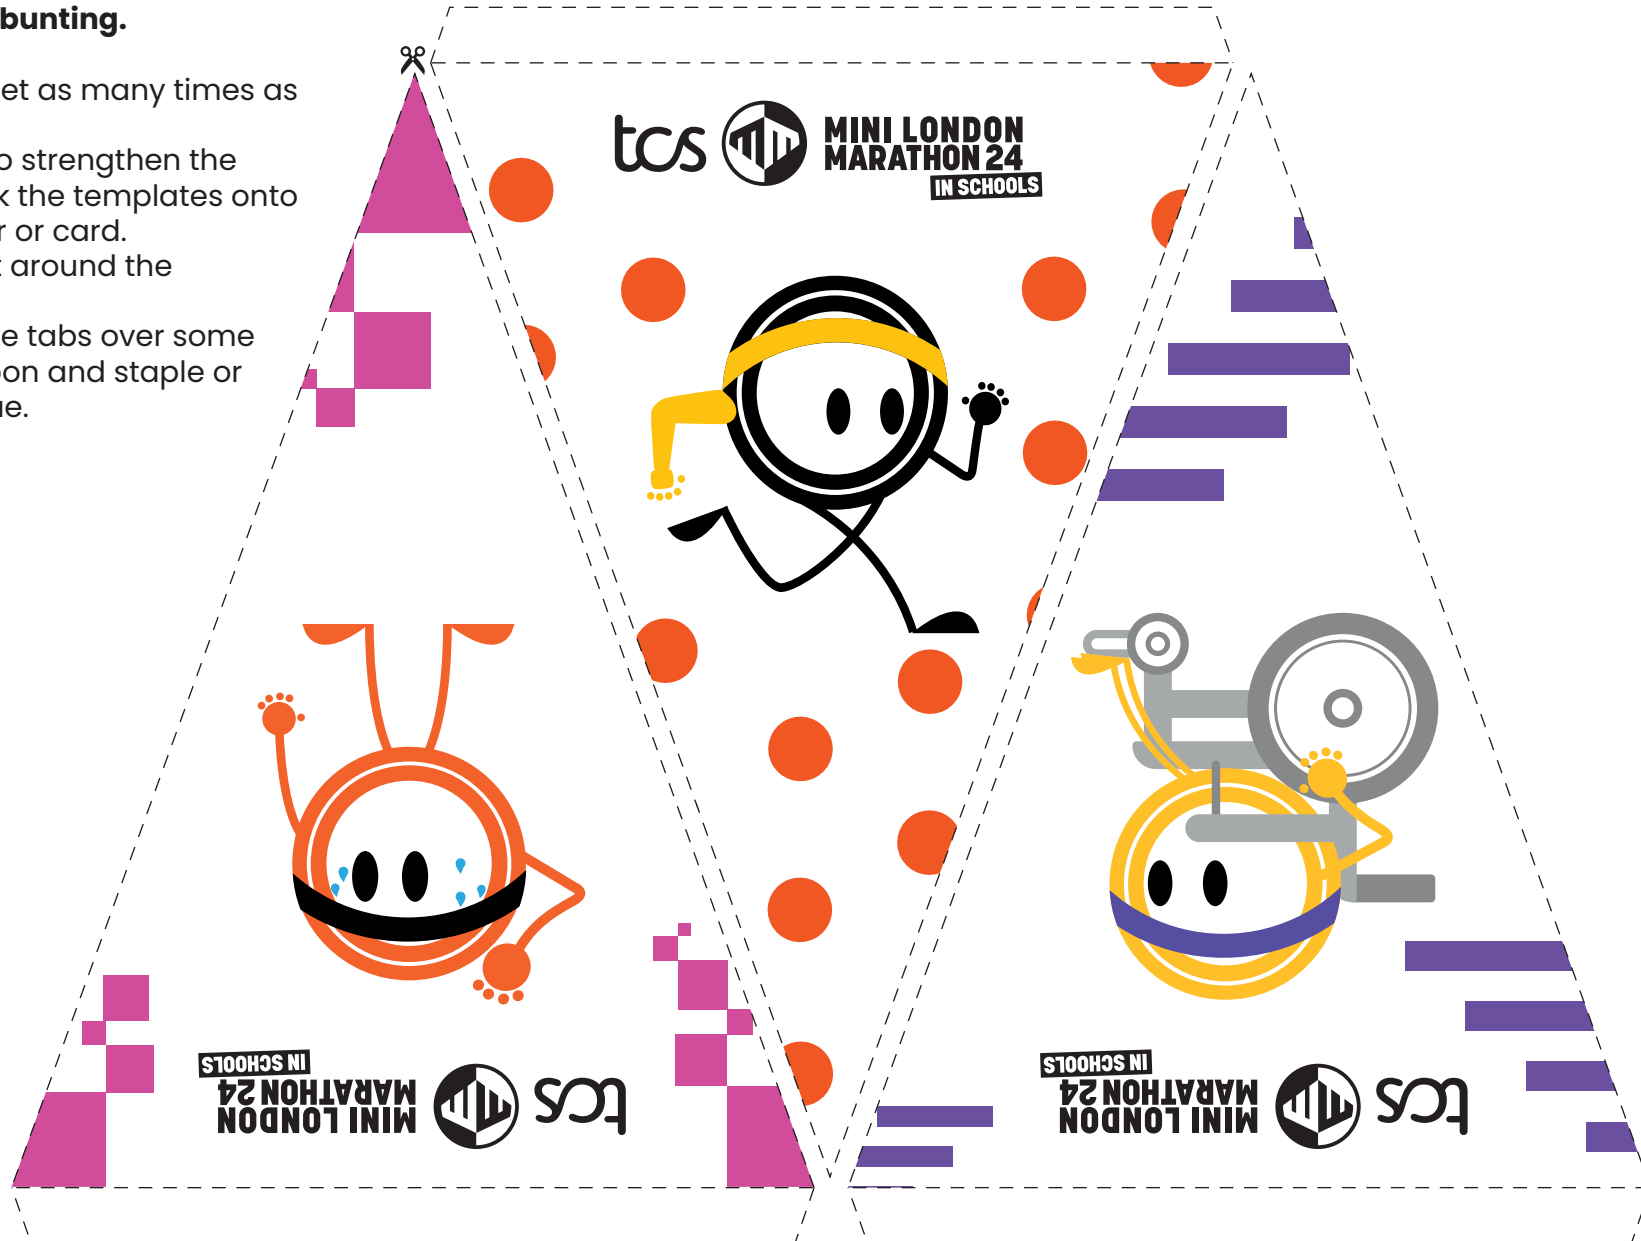 bunting.
et as many times as
o strengthen the
k the templates onto
r or card.
t around the
e tabs over some
oon and staple or
ue.
tcs MINI LONDON
MARATHON 24
IN SCHOOLS
tcs MINI LONDON
MARATHON 24
IN SCHOOLS
tcs MINI LONDON
MARATHON 24
IN SCHOOLS